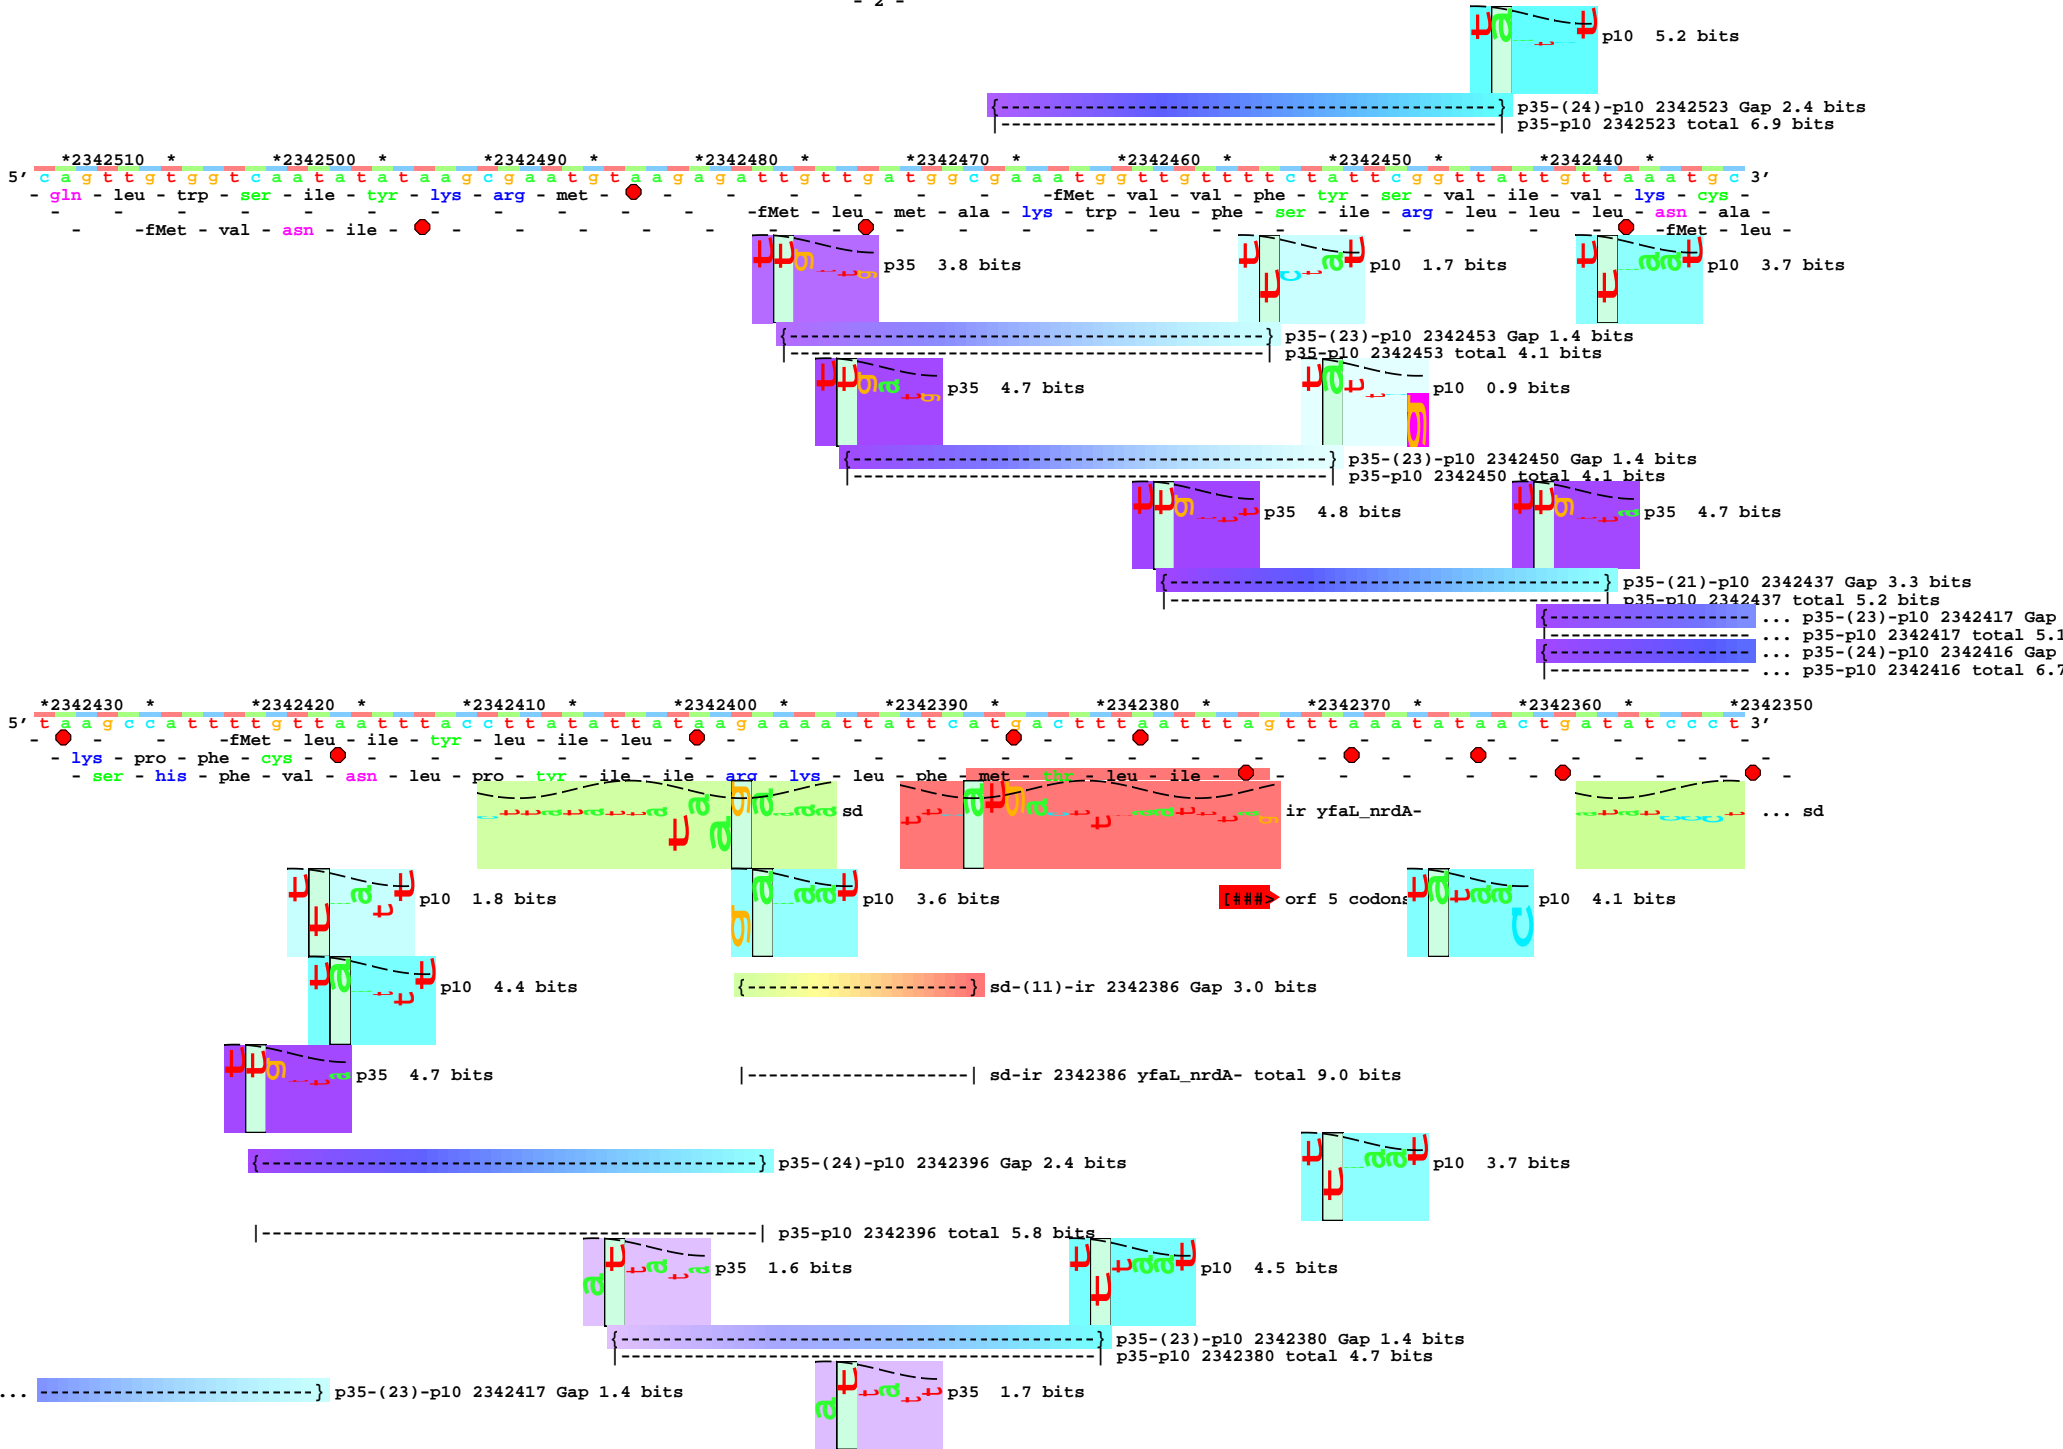 - 2 -
p10 5.2 bits
{------------------------} p35-(24)-p10 2342523 Gap 2.4 bits
|------------------------| p35-p10 2342523 total 6.9 bits
*2342510 * *2342500 * *2342490 * *2342480 * *2342470 * *2342460 * *2342450 * *2342440 *
5' c a g t t g t g g t c a a t a t a t a a g c g a a t g t a a g a g a t t g t t g a t g g c g a a a t g g t t g t t t t c t a t t c g g t t a t t g t t a a a t g c 3'
- gln - leu - trp - ser - ile - tyr - lys - arg - met - - - - - - - -fMet - val - val - phe - tyr - ser - val - ile - val - lys - cys -
- - - - - - - - - - - -fMet - leu - met - ala - lys - trp - leu - phe - ser - ile - arg - leu - leu - leu - asn - ala -
- -fMet - val - asn - ile - - - - - - - - - - - - - - - - - - - - -fMet - leu -
p35 3.8 bits p10 1.7 bits p10 3.7 bits
{-----------------------} p35-(23)-p10 2342453 Gap 1.4 bits
|-----------------------| p35-p10 2342453 total 4.1 bits
p35 4.7 bits p10 0.9 bits
{-----------------------} p35-(23)-p10 2342450 Gap 1.4 bits
|-----------------------| p35-p10 2342450 total 4.1 bits
p35 4.8 bits p35 4.7 bits
{---------------------} p35-(21)-p10 2342437 Gap 3.3 bits
|---------------------| p35-p10 2342437 total 5.2 bits
{---------- ... p35-(23)-p10 2342417 Gap
|---------- ... p35-p10 2342417 total 5.1
{---------- ... p35-(24)-p10 2342416 Gap
|---------- ... p35-p10 2342416 total 6.7
*2342430 * *2342420 * *2342410 * *2342400 * *2342390 * *2342380 * *2342370 * *2342360 * *2342350
5' t a a g c c a t t t t g t t a a t t t a c c t t a t a t t a t a a g a a a a t t a t t c a t g a c t t t a a t t t a g t t t a a a t a t a a c t g a t a t c c c t 3'
- - - -fMet - leu - ile - tyr - leu - ile - leu - - - - - - - - - - - - - - -
- lys - pro - phe - cys - - - - - - - - - - - - - - - - - - - - - -
- ser - his - phe - val - asn - leu - pro - tyr - ile - ile - arg - lys - leu - phe - met - thr - leu - ile - - - - - - - -
sd ir yfaL_nrdA- ... sd
p10 1.8 bits p10 3.6 bits [###> orf 5 codons p10 4.1 bits
p10 4.4 bits {-----------} sd-(11)-ir 2342386 Gap 3.0 bits
p35 4.7 bits |-----------| sd-ir 2342386 yfaL_nrdA- total 9.0 bits
{------------------------} p35-(24)-p10 2342396 Gap 2.4 bits p10 3.7 bits
|------------------------| p35-p10 2342396 total 5.8 bits
p35 1.6 bits p10 4.5 bits
{-----------------------} p35-(23)-p10 2342380 Gap 1.4 bits
|-----------------------| p35-p10 2342380 total 4.7 bits
... -------------} p35-(23)-p10 2342417 Gap 1.4 bits p35 1.7 bits